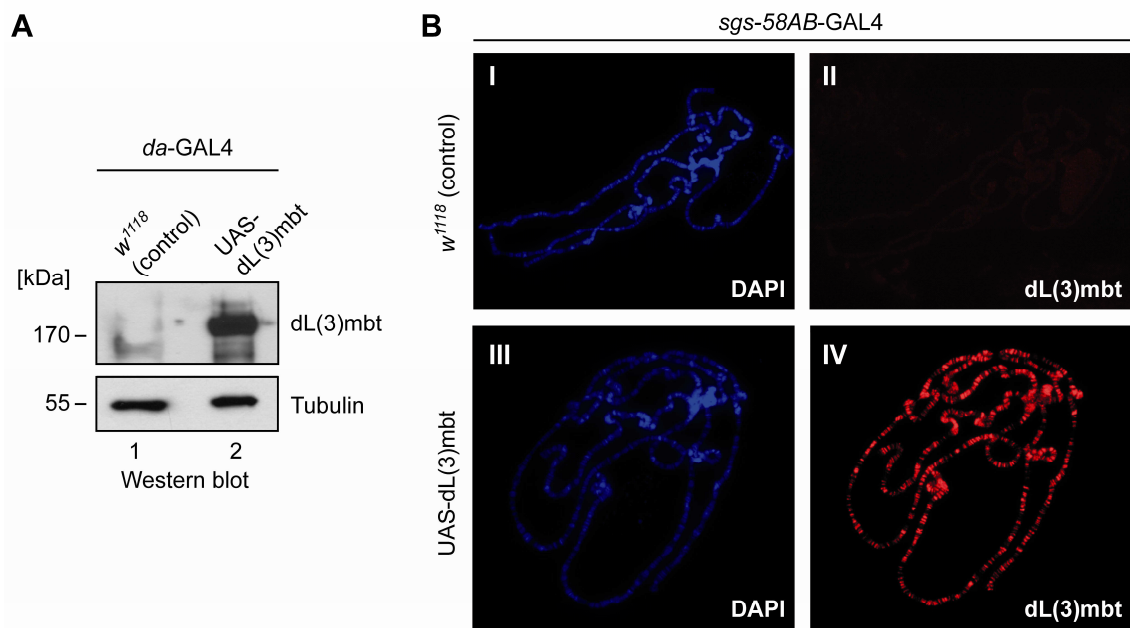 A
da-GAL4
w1118
(control)
UAS-
dL(3)mbt
[kDa]
170
dL(3)mbt
55
Tubulin
1 2
Western blot
B
sgs-58AB-GAL4
w1118 (control)
I
DAPI
II
dL(3)mbt
UAS-dL(3)mbt
III
DAPI
IV
dL(3)mbt